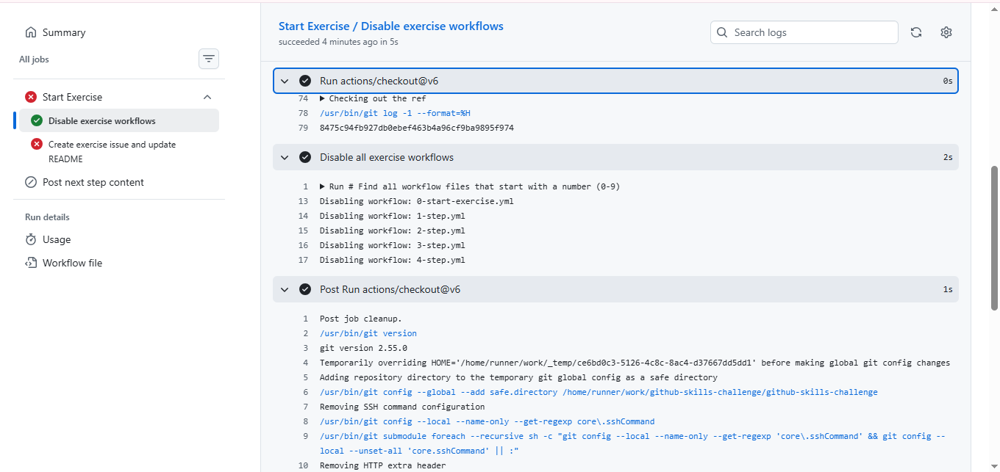 Summary
All jobs
Start Exercise
Disable exercise workflows
Create exercise issue and update
README
Post next step content
Run details
Usage
Workflow file
Start Exercise / Disable exercise workflows
succeeded 4 minutes ago in 5s
Search logs
Run actions/checkout@v6 0s
74 Checking out the ref
78 /usr/bin/git log -1 --format=%H
79 8475c94fb927db0ebef463b4a96cf9ba9895f974
Disable all exercise workflows 2s
1 Run # Find all workflow files that start with a number (0-9)
13 Disabling workflow: 0-start-exercise.yml
14 Disabling workflow: 1-step.yml
15 Disabling workflow: 2-step.yml
16 Disabling workflow: 3-step.yml
17 Disabling workflow: 4-step.yml
Post Run actions/checkout@v6 1s
1 Post job cleanup.
2 /usr/bin/git version
3 git version 2.55.0
4 Temporarily overriding HOME='/home/runner/work/_temp/ce6bd0c3-5126-4c8c-8ac4-d37667dd5dd1' before making global git config changes
5 Adding repository directory to the temporary git global config as a safe directory
6 /usr/bin/git config --global --add safe.directory /home/runner/work/github-skills-challenge/github-skills-challenge
7 Removing SSH command configuration
8 /usr/bin/git config --local --name-only --get-regexp core\.sshCommand
9 /usr/bin/git submodule foreach --recursive sh -c "git config --local --name-only --get-regexp 'core\.sshCommand' && git config --
local --unset-all 'core.sshCommand' || :"
10 Removing HTTP extra header